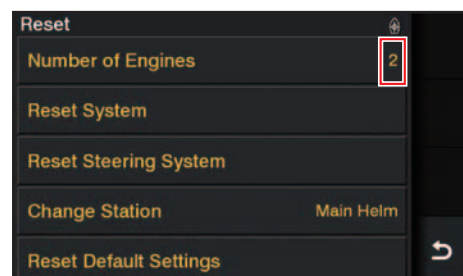 Reset
Number of Engines 2
Reset System
Reset Steering System
Change Station Main Helm
Reset Default Settings